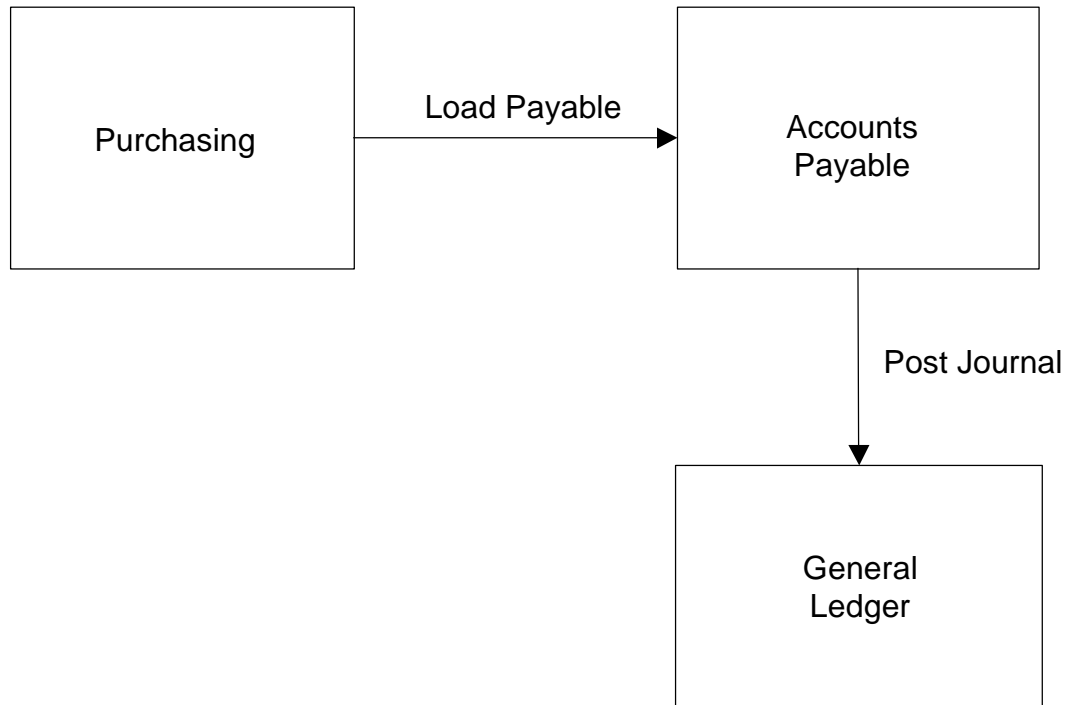 Purchasing
Load Payable
Accounts
Payable
Post Journal
General
Ledger